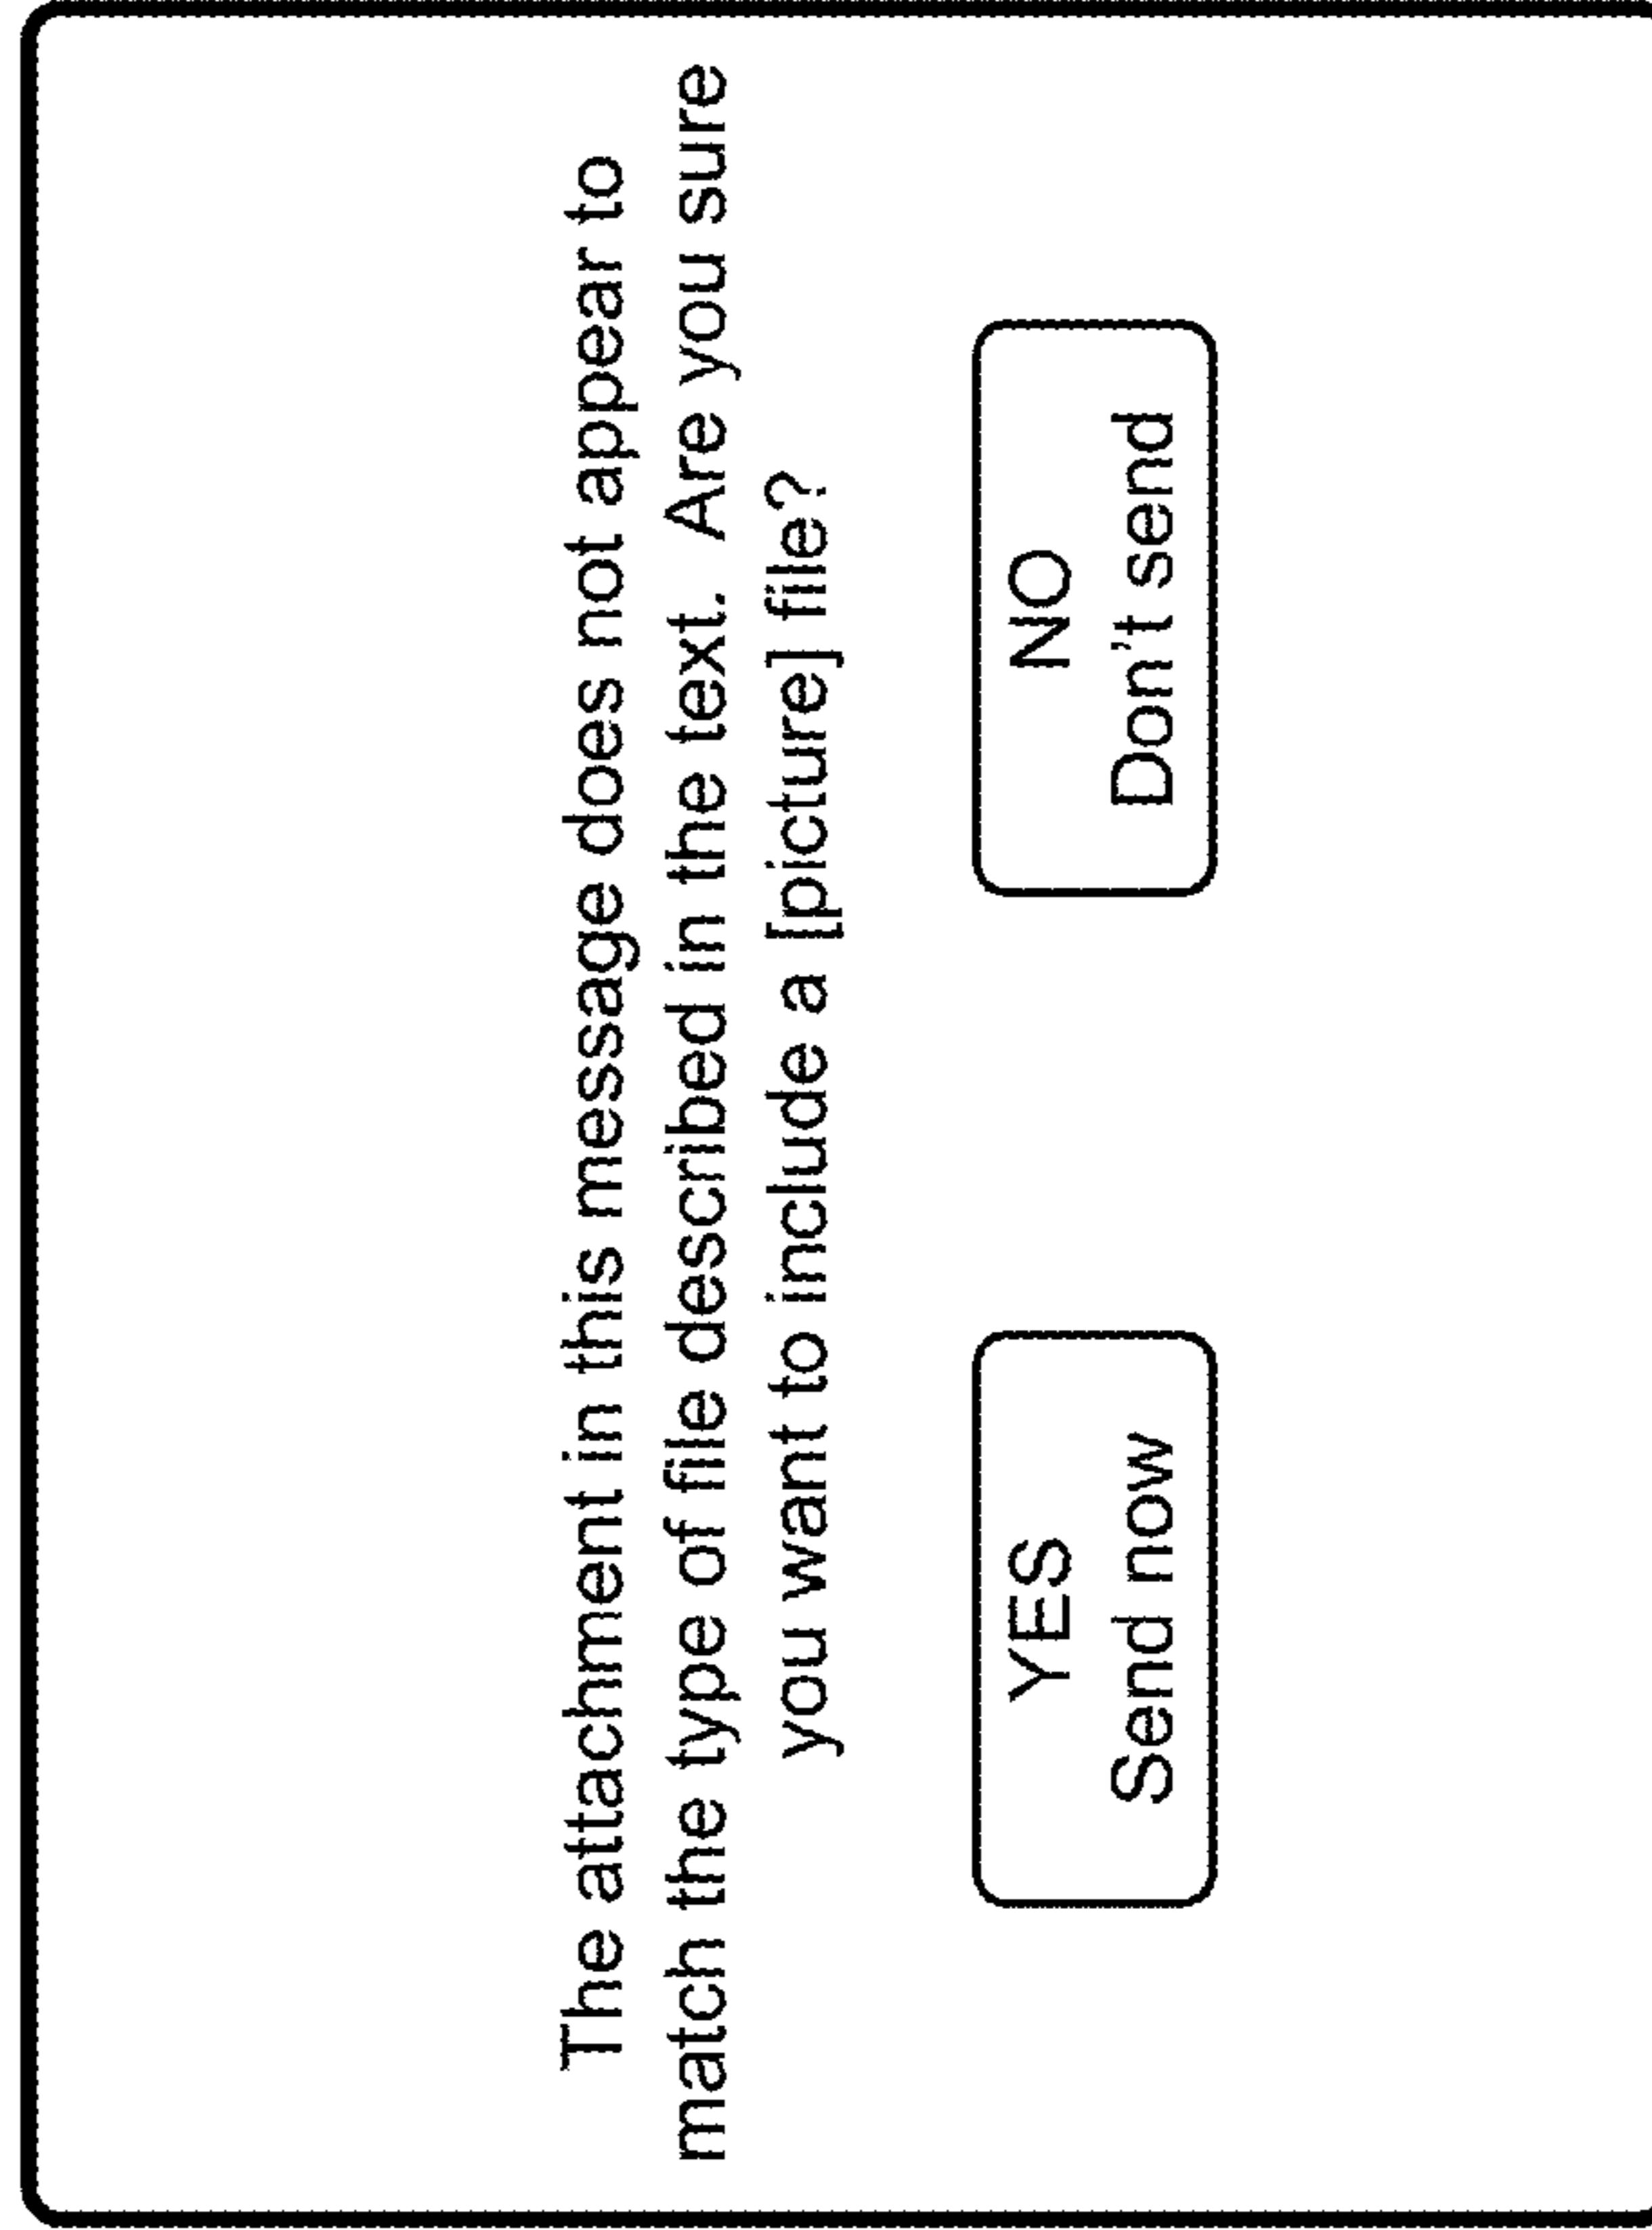 The attachment in this message does not appear to
match the type of file described in the text.  Are you sure
you want to include a [picture] file?
YES
Send now
NO
Don't send